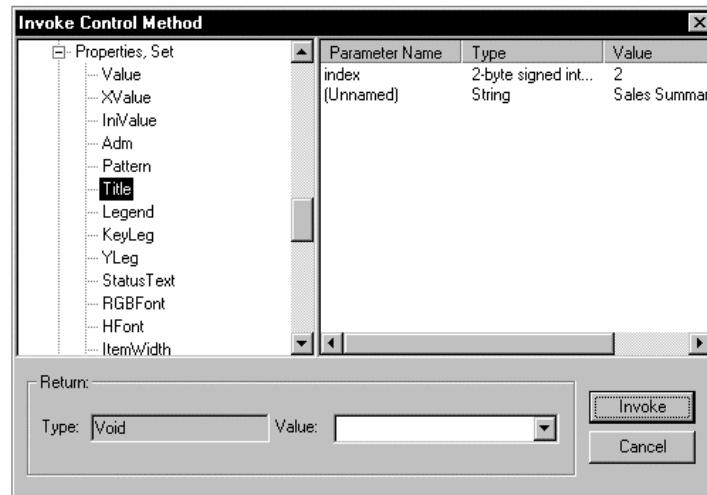 Invoke Control Method
Properties, Set
Value
XValue
IniValue
Adm
Pattern
Title
Legend
KeyLeg
YLeg
StatusText
RGBFont
HFont
ItemWidth
Parameter Name Type Value
index 2-byte signed int... 2
(Unnamed) String Sales Summar
Return:
Type: Void Value:
Invoke
Cancel